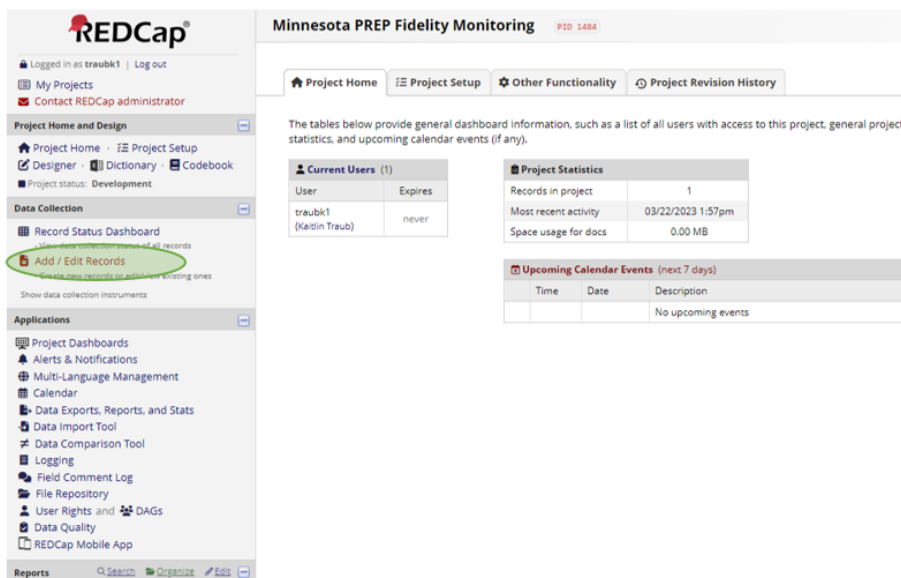 REDCap®
Logged in as traubk1 | Log out
My Projects
Contact REDCap administrator
Project Home and Design
Project Home · Project Setup
Designer · Dictionary · Codebook
Project status: Development
Data Collection
Record Status Dashboard
- View data collection status of all records
Add / Edit Records
- Create new records or edit/view existing ones
Show data collection instruments
Applications
Project Dashboards
Alerts & Notifications
Multi-Language Management
Calendar
Data Exports, Reports, and Stats
Data Import Tool
Data Comparison Tool
Logging
Field Comment Log
File Repository
User Rights and DAGs
Data Quality
REDCap Mobile App
Reports Search Organize Edit
Minnesota PREP Fidelity Monitoring PID 1484
Project Home Project Setup Other Functionality Project Revision History
The tables below provide general dashboard information, such as a list of all users with access to this project, general project
statistics, and upcoming calendar events (if any).
Current Users (1)
User Expires
traubk1 never
(Kaitlin Traub)
Project Statistics
Records in project 1
Most recent activity 03/22/2023 1:57pm
Space usage for docs 0.00 MB
Upcoming Calendar Events (next 7 days)
Time Date Description
No upcoming events